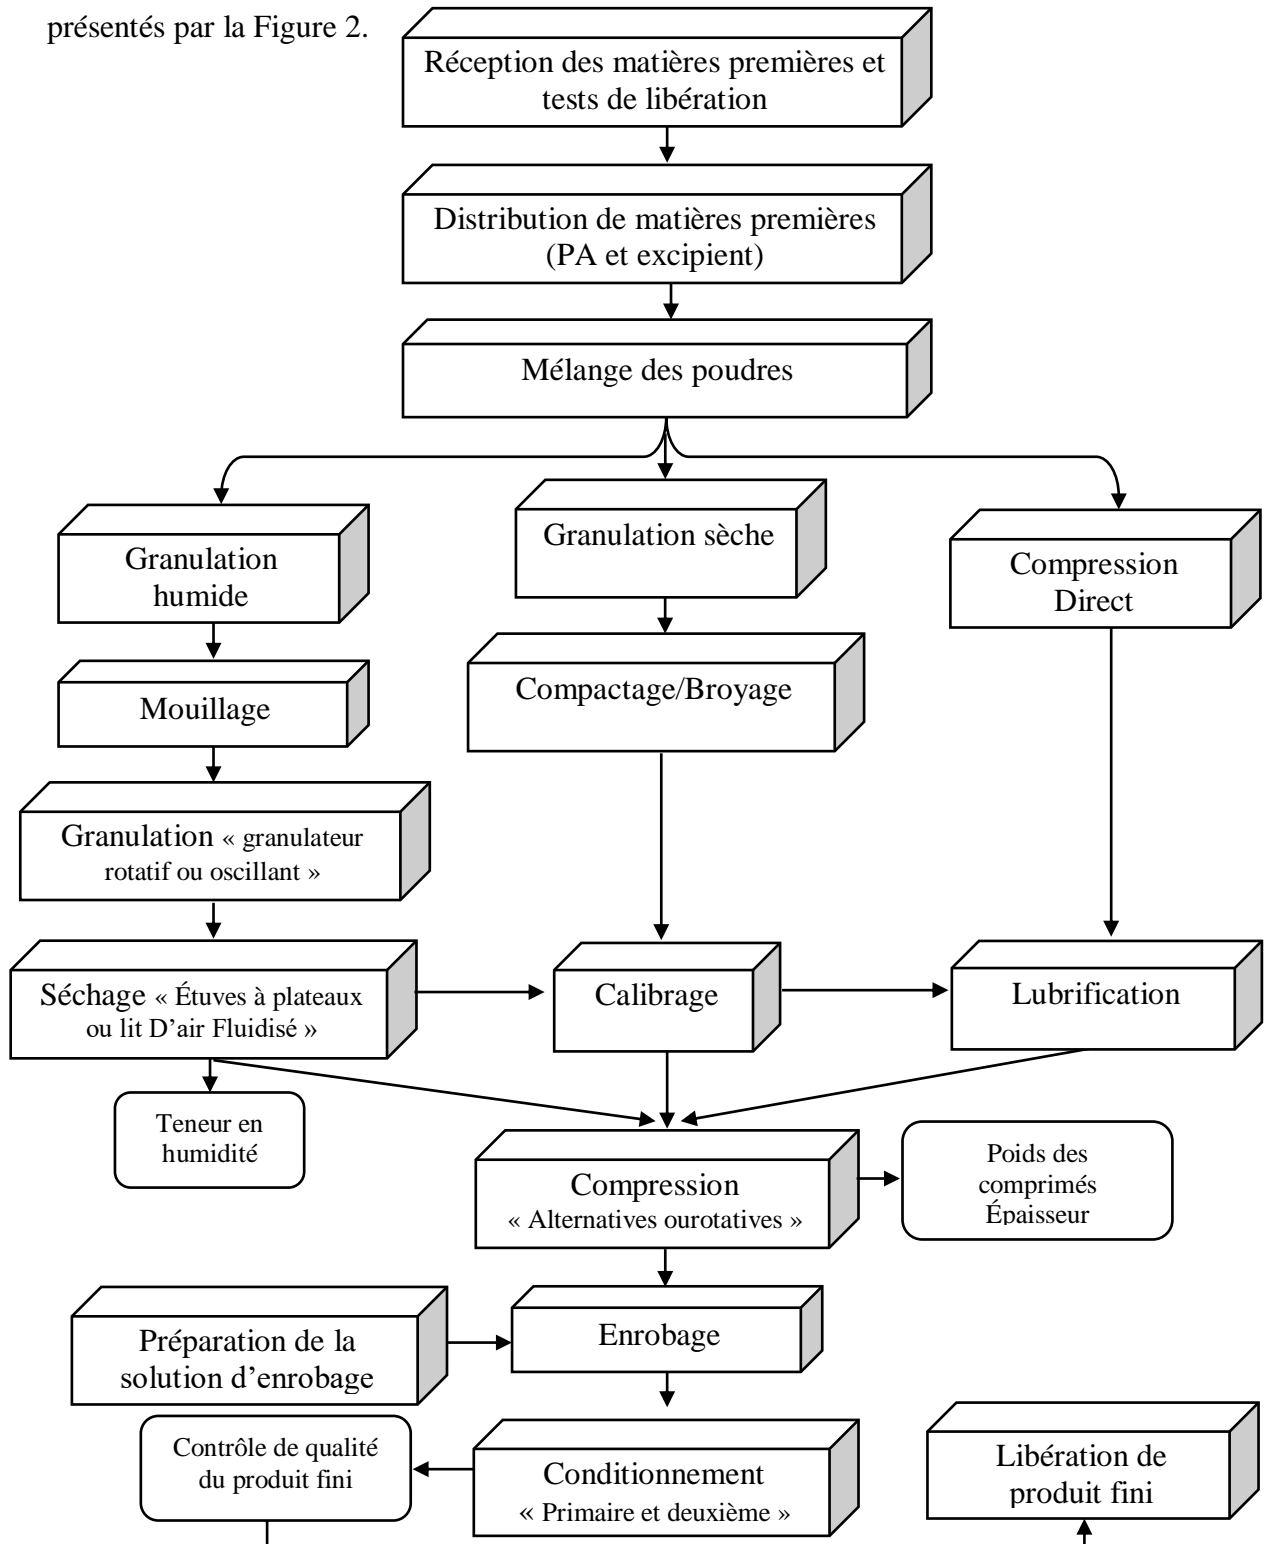 présentés par la Figure 2.
Réception des matières premières et
tests de libération
Distribution de matières premières
(PA et excipient)
Mélange des poudres
Granulation
humide
Granulation sèche
Compression
Direct
Mouillage
Compactage/Broyage
Granulation « granulateur
rotatif ou oscillant »
Séchage « Étuves à plateaux
ou lit D’air Fluidisé »
Calibrage
Lubrification
Teneur en
humidité
Compression
« Alternatives ourotatives »
Poids des
comprimés
Épaisseur
Préparation de la
solution d’enrobage
Enrobage
Contrôle de qualité
du produit fini
Conditionnement
« Primaire et deuxième »
Libération de
produit fini